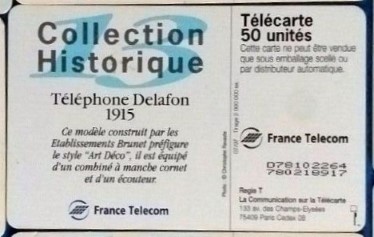 13
Collection
Historique
Téléphone Delafon
1915
Ce modèle construit par les
Etablissements Brunet préfigure
le style "Art Déco", il est équipé
d'un combiné à manche cornet
et d'un écouteur.
France Telecom
Télécarte
50 unités
Cette carte ne peut être vendue
que sous emballage scellé ou
par distributeur automatique.
France Telecom
780218917
Regie T
La Communication sur la Télécarte
133 av. des Champs-Elysées
75409 Paris Cedex 08